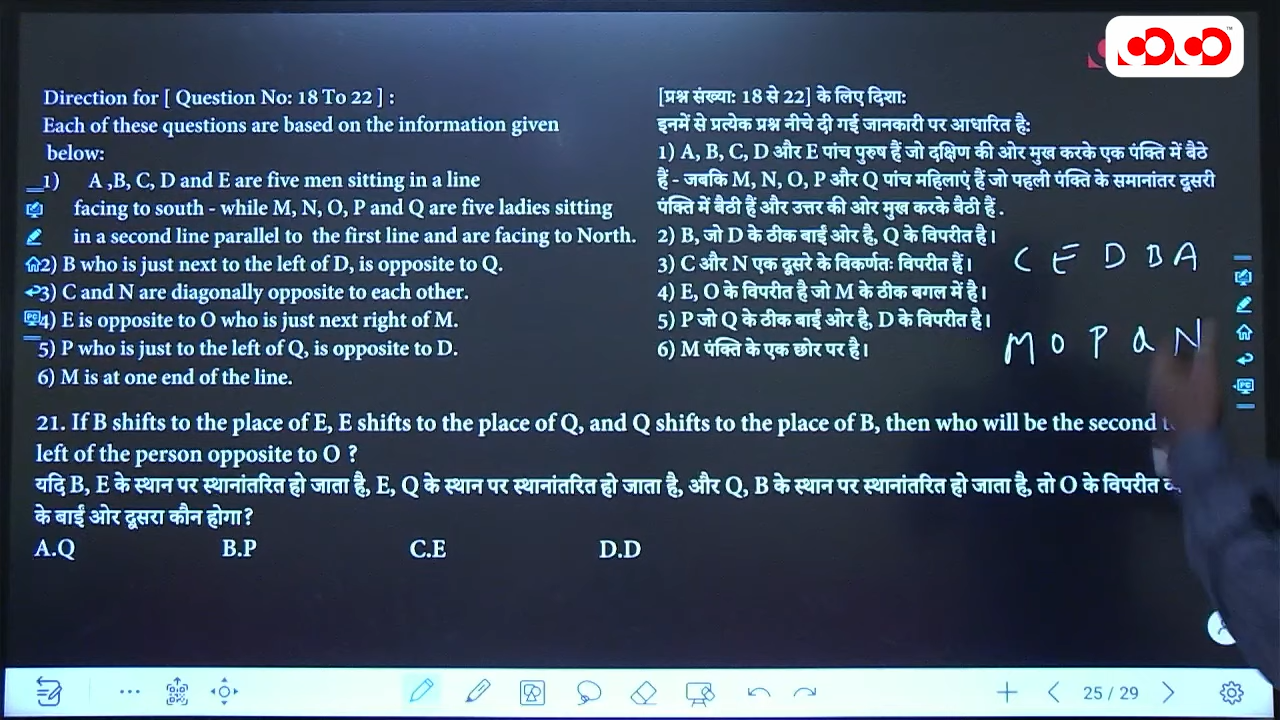 Direction for [ Question No: 18 To 22 ] :
Each of these questions are based on the information given
below:
1) A ,B, C, D and E are five men sitting in a line
facing to south - while M, N, O, P and Q are five ladies sitting
in a second line parallel to the first line and are facing to North.
2) B who is just next to the left of D, is opposite to Q.
3) C and N are diagonally opposite to each other.
4) E is opposite to O who is just next right of M.
5) P who is just to the left of Q, is opposite to D.
6) M is at one end of the line.
[प्रश्न संख्या: 18 से 22] के लिए दिशा:
इनमें से प्रत्येक प्रश्न नीचे दी गई जानकारी पर आधारित है:
1) A, B, C, D और E पांच पुरुष हैं जो दक्षिण की ओर मुख करके एक पंक्ति में बैठे
हैं - जबकि M, N, O, P और Q पांच महिलाएं हैं जो पहली पंक्ति के समानांतर दूसरी
पंक्ति में बैठी हैं और उत्तर की ओर मुख करके बैठी हैं .
2) B, जो D के ठीक बाईं ओर है, Q के विपरीत है।
3) C और N एक दूसरे के विकर्णतः विपरीत हैं।
4) E, O के विपरीत है जो M के ठीक बगल में है।
5) P जो Q के ठीक बाईं ओर है, D के विपरीत है।
6) M पंक्ति के एक छोर पर है।
C E D B A
M O P Q N
21. If B shifts to the place of E, E shifts to the place of Q, and Q shifts to the place of B, then who will be the second
left of the person opposite to O ?
यदि B, E के स्थान पर स्थानांतरित हो जाता है, E, Q के स्थान पर स्थानांतरित हो जाता है, और Q, B के स्थान पर स्थानांतरित हो जाता है, तो O के विपरीत
के बाईं ओर दूसरा कौन होगा?
A.Q B.P C.E D.D
25 / 29